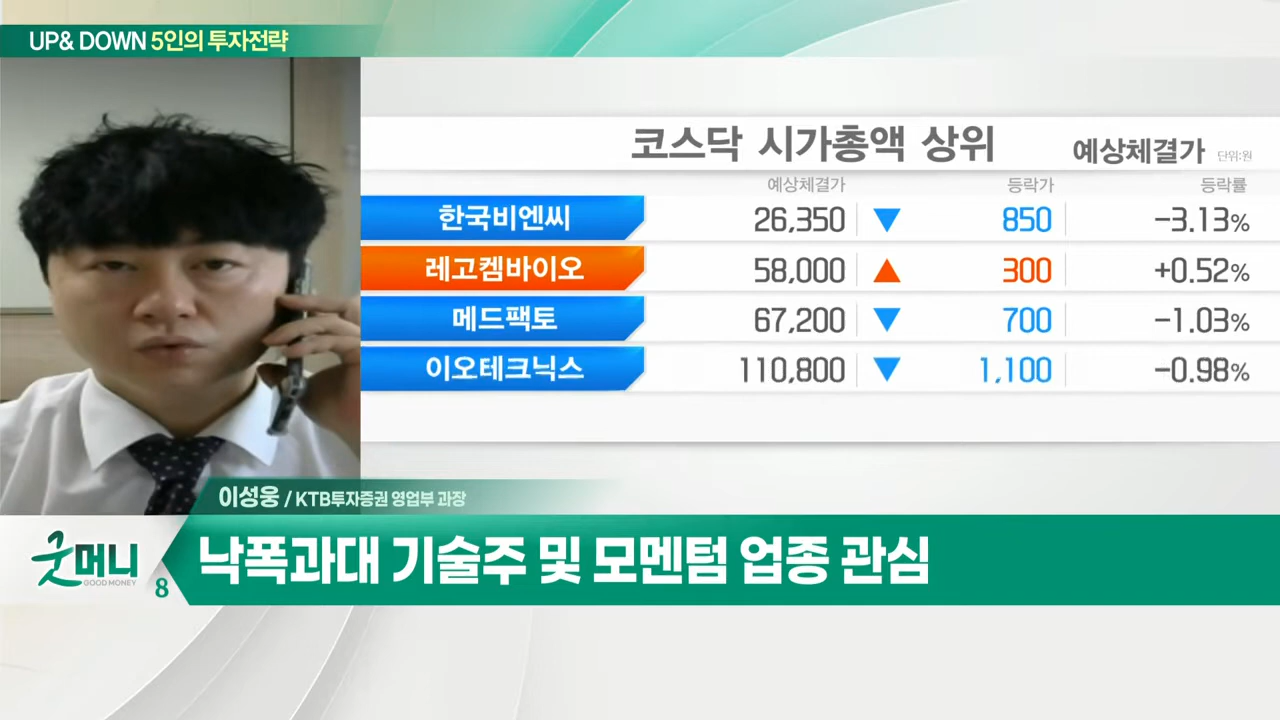 UP& DOWN 5인의 투자전략
코스닥 시가총액 상위 예상체결가 단위:원
예상체결가 등락가 등락률
한국비엔씨 26,350 ▼ 850 -3.13%
레고켐바이오 58,000 ▲ 300 +0.52%
메드팩토 67,200 ▼ 700 -1.03%
이오테크닉스 110,800 ▼ 1,100 -0.98%
이성웅 / KTB투자증권 영업부 과장
굿머니
GOOD MONEY
8
낙폭과대 기술주 및 모멘텀 업종 관심